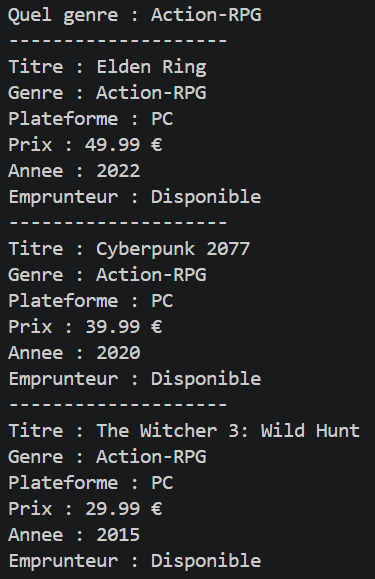 Quel genre : Action-RPG
--------------------
Titre : Elden Ring
Genre : Action-RPG
Plateforme : PC
Prix : 49.99 €
Annee : 2022
Emprunteur : Disponible
--------------------
Titre : Cyberpunk 2077
Genre : Action-RPG
Plateforme : PC
Prix : 39.99 €
Annee : 2020
Emprunteur : Disponible
--------------------
Titre : The Witcher 3: Wild Hunt
Genre : Action-RPG
Plateforme : PC
Prix : 29.99 €
Annee : 2015
Emprunteur : Disponible